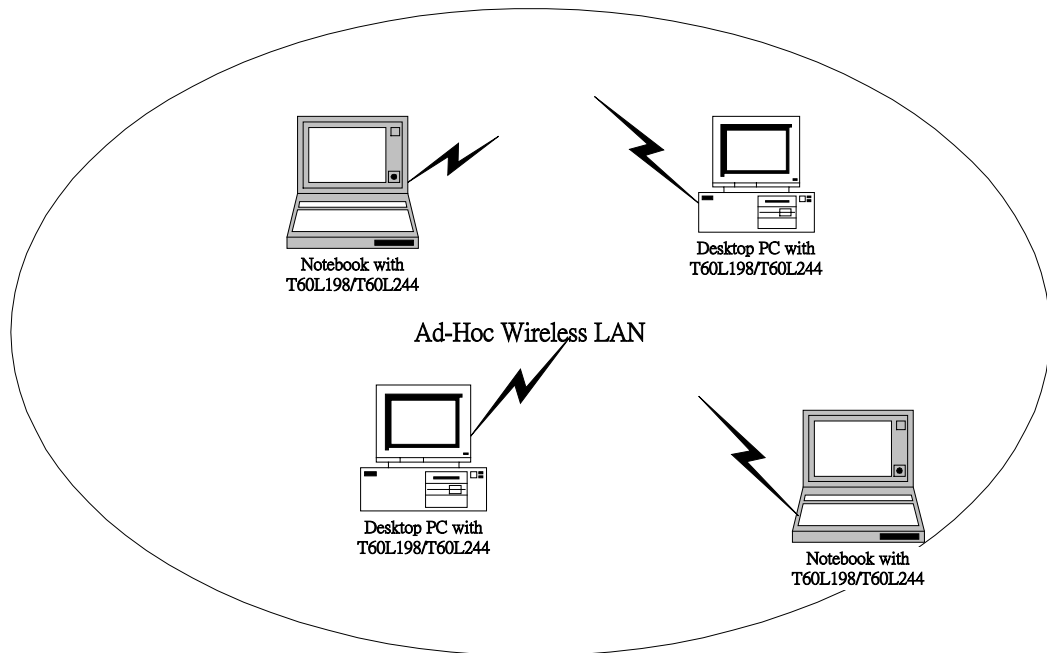 Notebook with
T60L198/T60L244
Desktop PC with
T60L198/T60L244
Ad-Hoc Wireless LAN
Desktop PC with
T60L198/T60L244
Notebook with
T60L198/T60L244